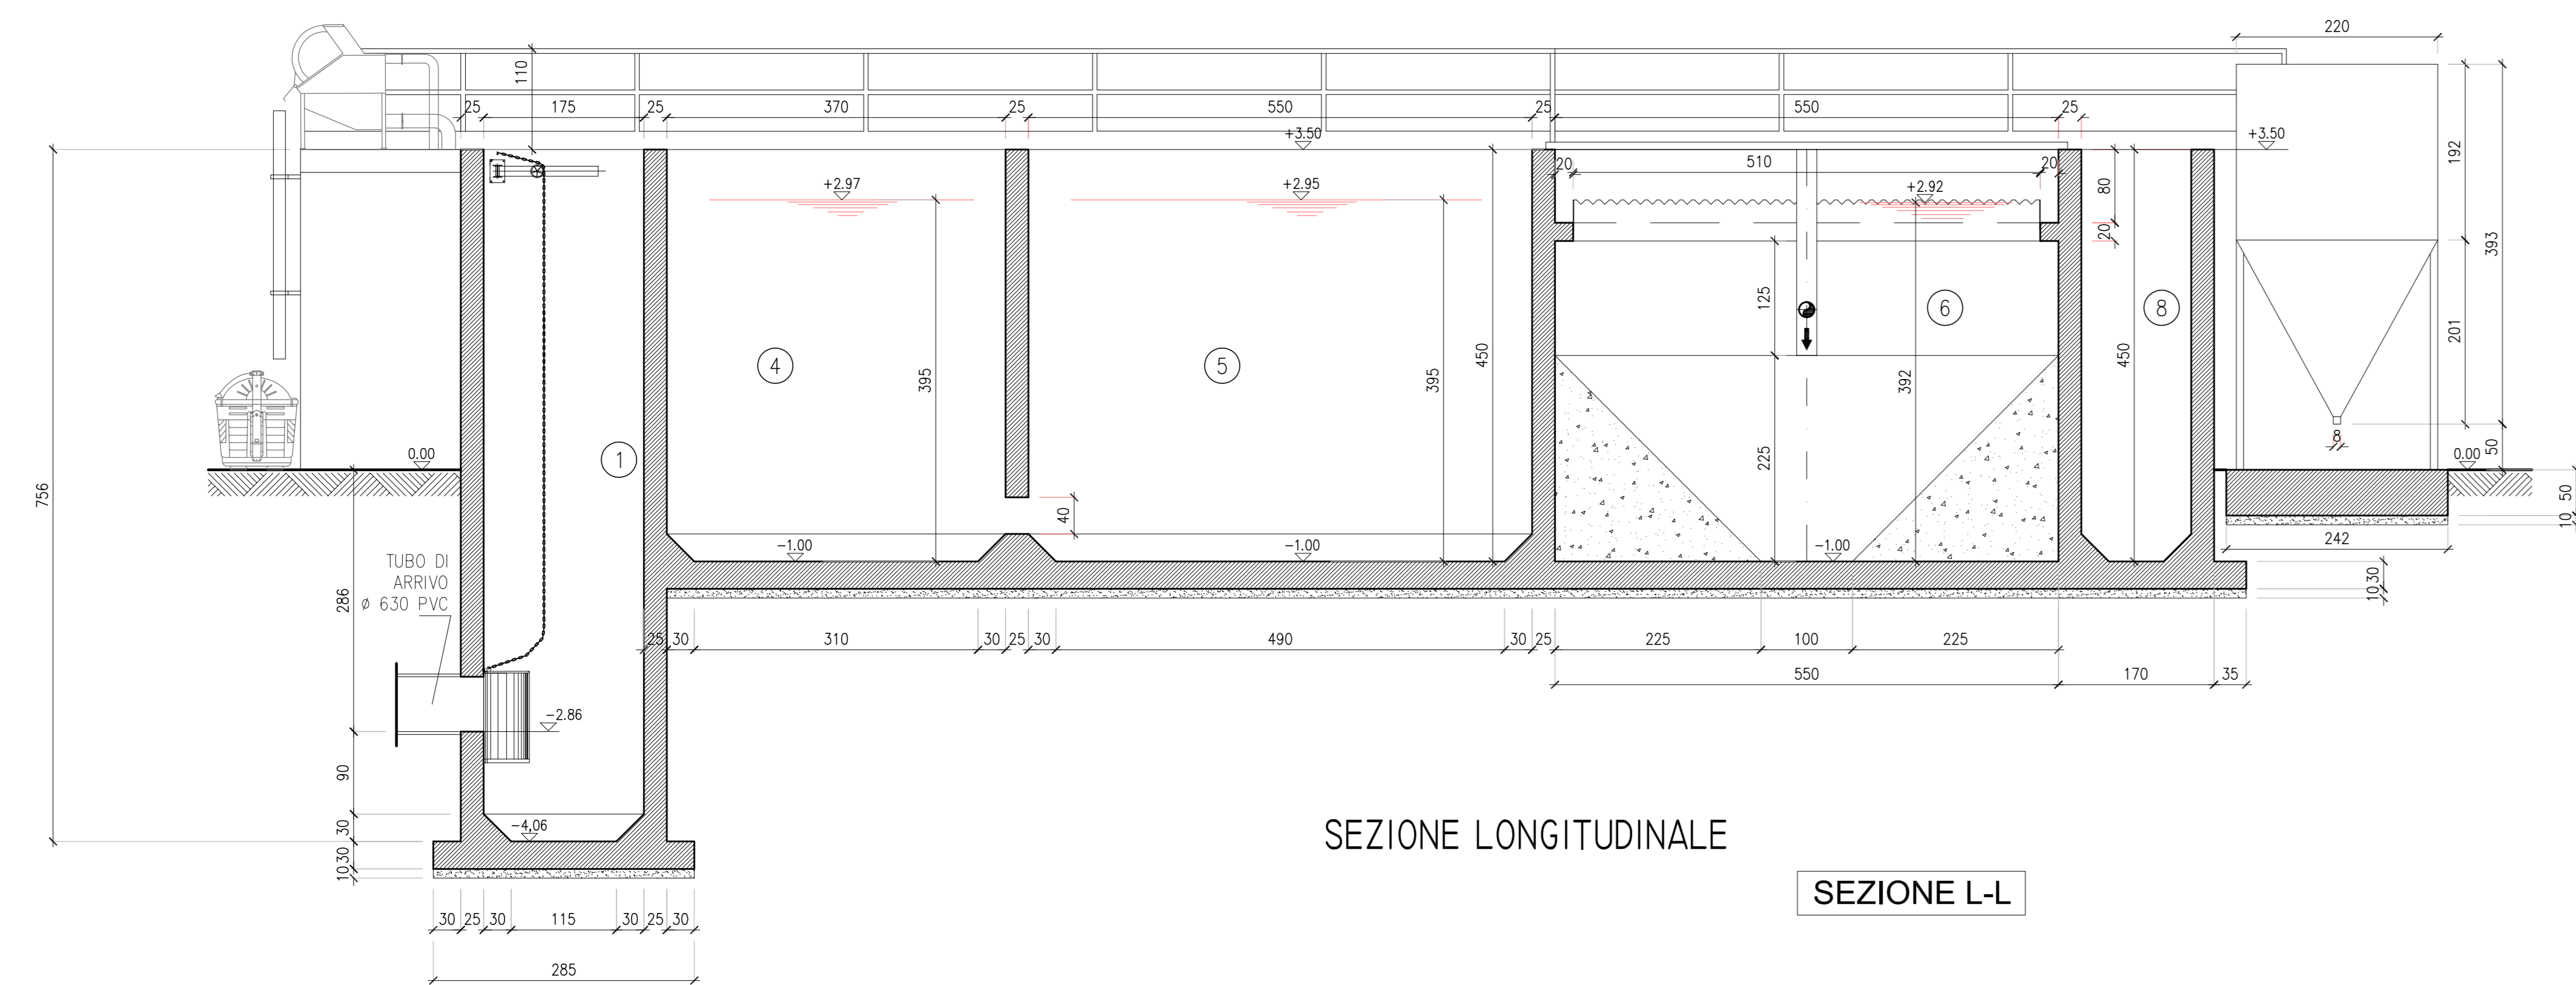 220
110
25 175 25 370 25 550 25 550 25
+3.50 +3.50
20 510 20
192
+2.97 +2.95 +2.92
80
20
393
125
4 5 6 8
395 395 450 392 450
201
8
50
1
0.00 0.00
225
756
40
50
10
-1.00 -1.00 -1.00
242
TUBO DI
ARRIVO
ø 630 PVC
286
30
10
25 30 310 30 25 30 490 30 25 225 100 225
550 170 35
-2.86
90
30
-4,06
30
10
SEZIONE LONGITUDINALE
SEZIONE L-L
30 25 30 115 30 25 30
285